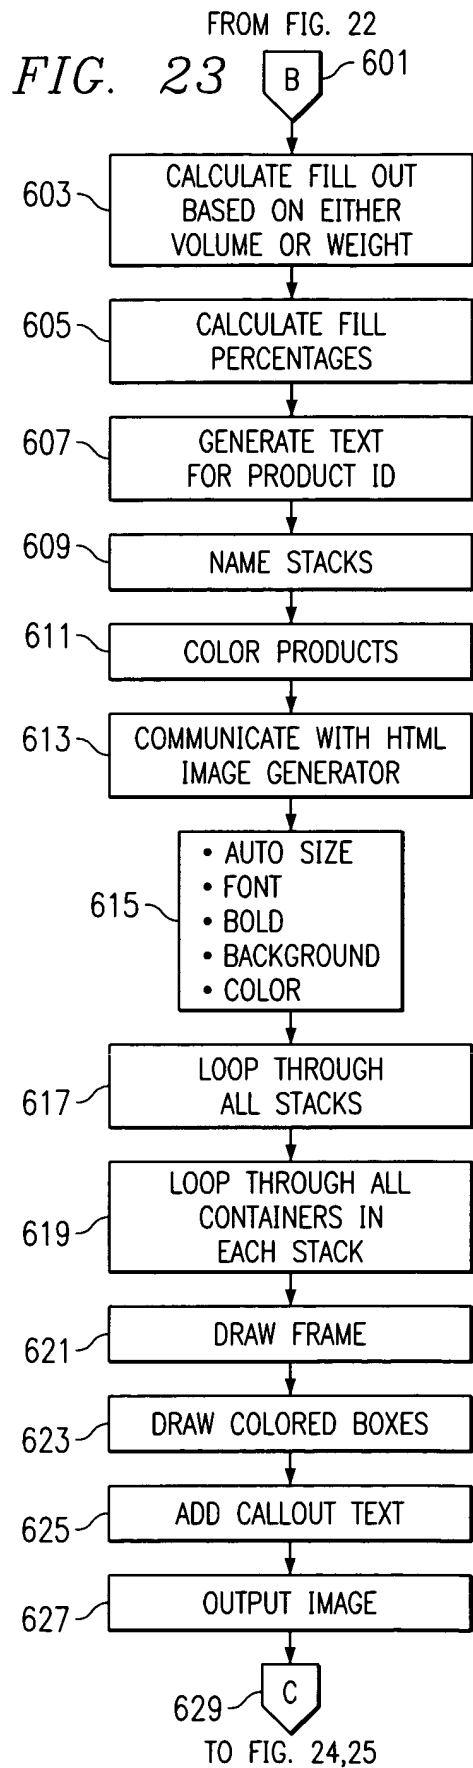 FROM FIG. 22
FIG. 23
B
601
603
CALCULATE FILL OUT
BASED ON EITHER
VOLUME OR WEIGHT
605
CALCULATE FILL
PERCENTAGES
607
GENERATE TEXT
FOR PRODUCT ID
609
NAME STACKS
611
COLOR PRODUCTS
613
COMMUNICATE WITH HTML
IMAGE GENERATOR
615
• AUTO SIZE
• FONT
• BOLD
• BACKGROUND
• COLOR
617
LOOP THROUGH
ALL STACKS
619
LOOP THROUGH ALL
CONTAINERS IN
EACH STACK
621
DRAW FRAME
623
DRAW COLORED BOXES
625
ADD CALLOUT TEXT
627
OUTPUT IMAGE
629
C
TO FIG. 24,25